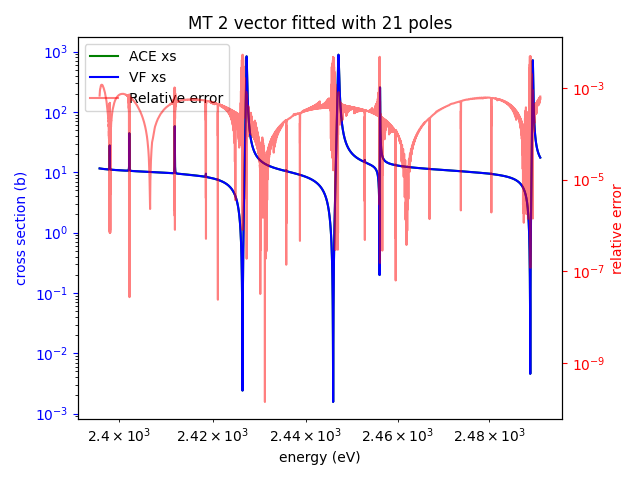 MT 2 vector fitted with 21 poles
ACE xs
VF xs
Relative error
cross section (b)
10³
10²
10¹
10⁰
10⁻¹
10⁻²
10⁻³
10⁻³
10⁻⁵
10⁻⁷
10⁻⁹
relative error
2.4 × 10³ 2.42 × 10³ 2.44 × 10³ 2.46 × 10³ 2.48 × 10³
energy (eV)